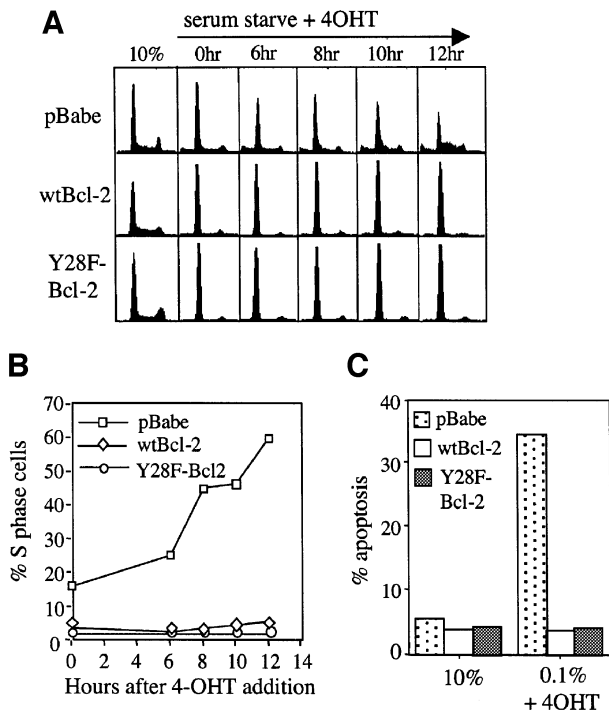 A
serum starve + 4OHT
10% 0hr 6hr 8hr 10hr 12hr
pBabe
wtBcl-2
Y28F-
Bcl-2
B
70
60
50
40
30
20
10
0
% S phase cells
pBabe
wtBcl-2
Y28F-Bcl2
0 2 4 6 8 10 12 14
Hours after 4-OHT addition
C
40
30
20
10
0
% apoptosis
pBabe
wtBcl-2
Y28F-
Bcl-2
10% 0.1%
+ 4OHT